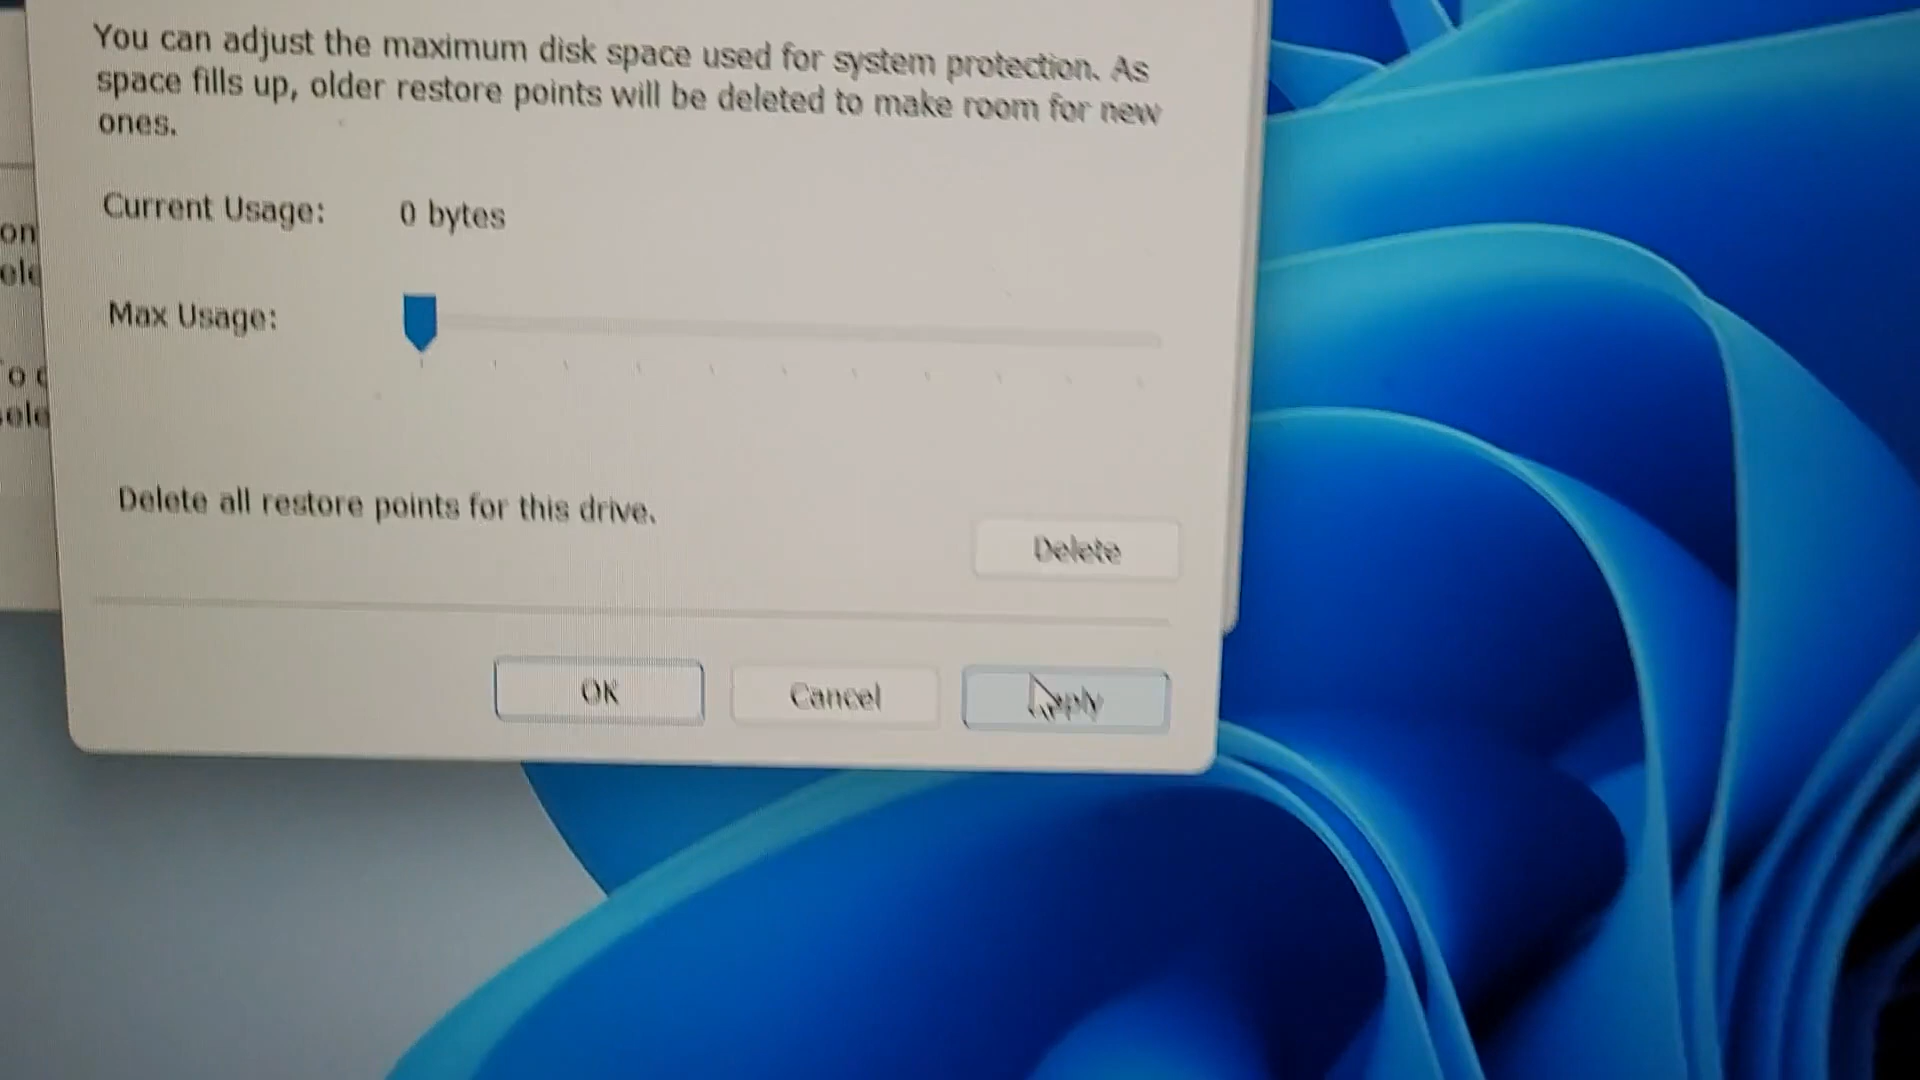 You can adjust the maximum disk space used for system protection. As
space fills up, older restore points will be deleted to make room for new
ones.
Current Usage: 0 bytes
Max Usage:
Delete all restore points for this drive.
Delete
OK Cancel Apply